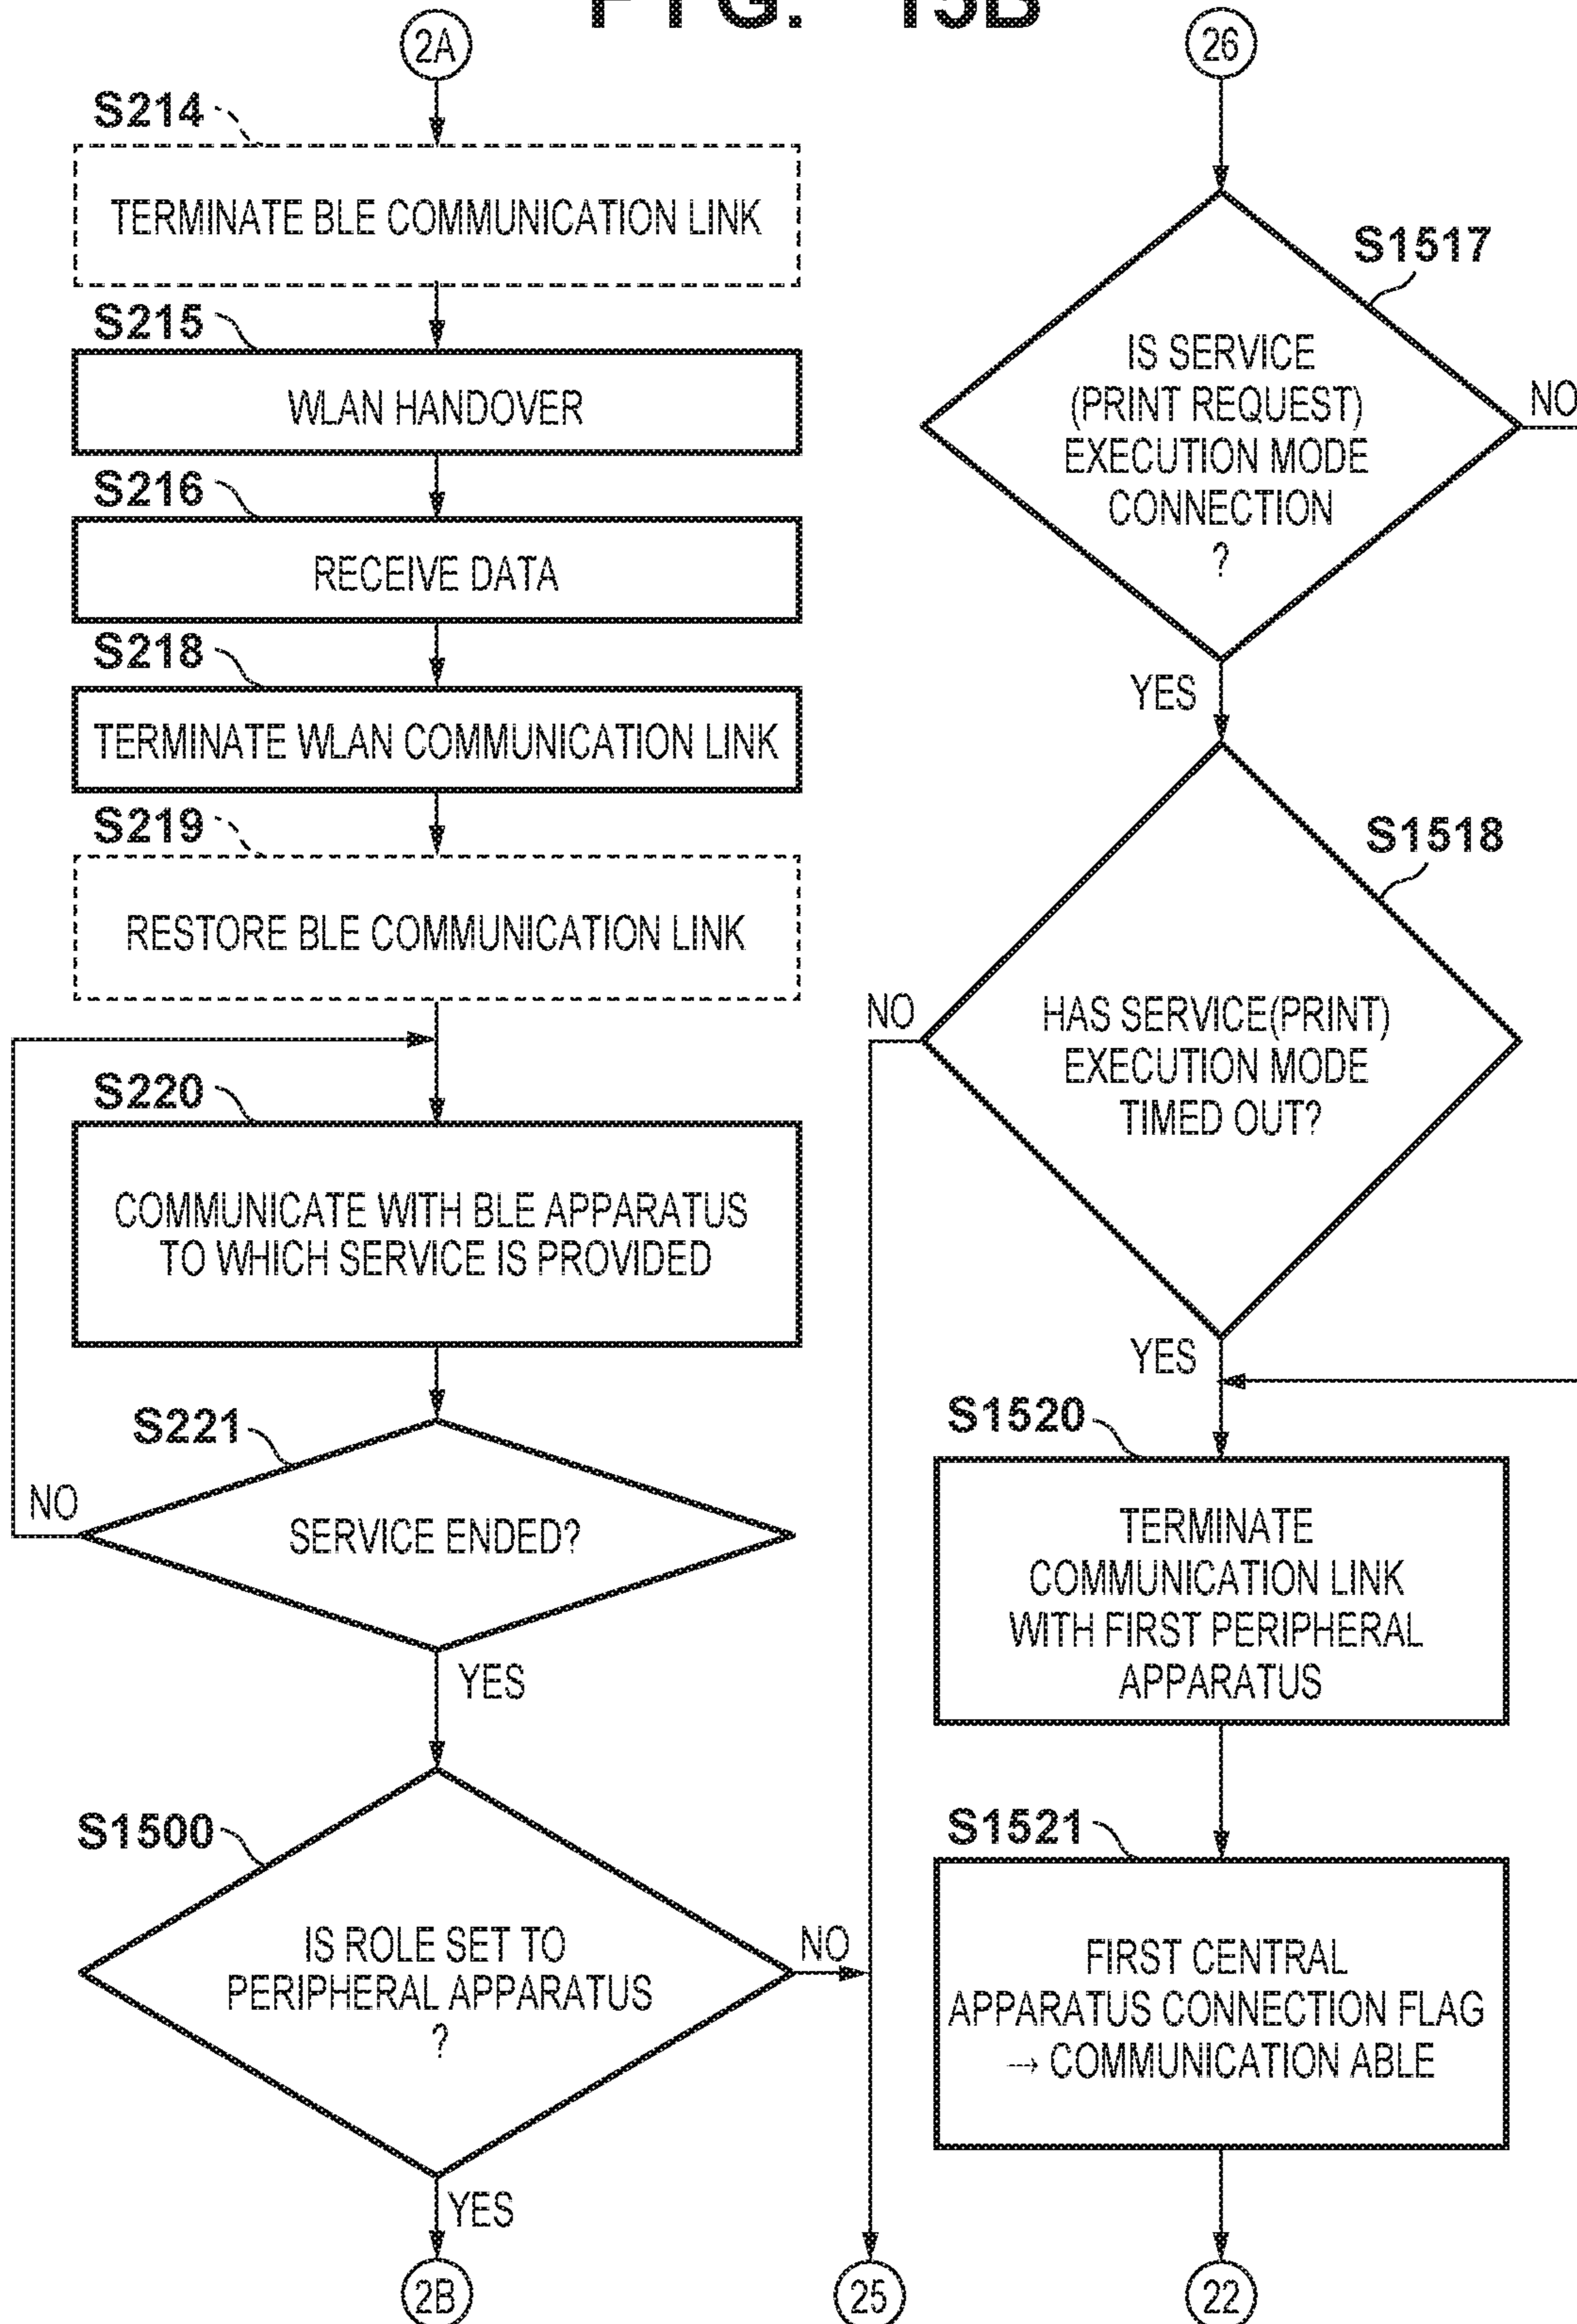 FIG. 15B
2A
S214
TERMINATE BLE COMMUNICATION LINK
S215
WLAN HANDOVER
S216
RECEIVE DATA
S218
TERMINATE WLAN COMMUNICATION LINK
S219
RESTORE BLE COMMUNICATION LINK
S220
COMMUNICATE WITH BLE APPARATUS
TO WHICH SERVICE IS PROVIDED
S221
NO
SERVICE ENDED?
YES
S1500
IS ROLE SET TO
PERIPHERAL APPARATUS
?
NO
YES
2B
26
S1517
IS SERVICE
(PRINT REQUEST)
EXECUTION MODE
CONNECTION
?
NO
YES
S1518
NO
HAS SERVICE(PRINT)
EXECUTION MODE
TIMED OUT?
YES
S1520
TERMINATE
COMMUNICATION LINK
WITH FIRST PERIPHERAL
APPARATUS
S1521
FIRST CENTRAL
APPARATUS CONNECTION FLAG
→ COMMUNICATION ABLE
25
22